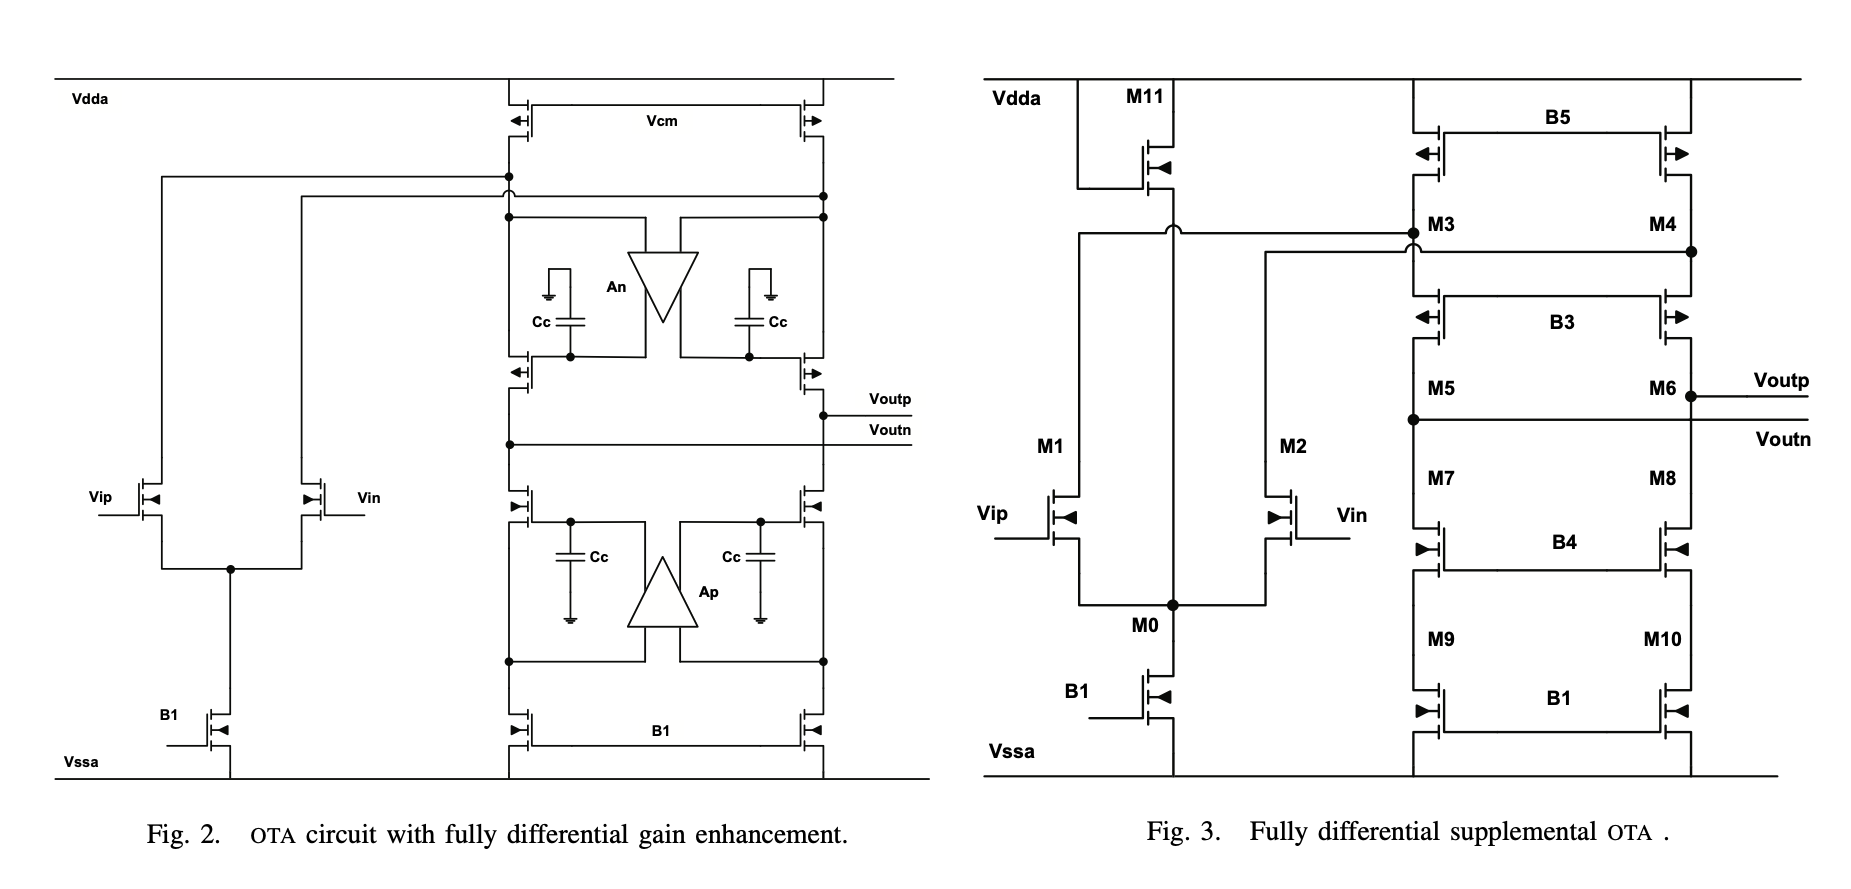 Vdda
Vcm
An
Cc
Cc
Voutp
Voutn
Vip
Vin
Cc
Cc
Ap
B1
B1
Vssa
Fig. 2. OTA circuit with fully differential gain enhancement.
Vdda
M11
B5
M3
M4
B3
M5
M6
Voutp
Voutn
M1
M2
M7
M8
Vip
Vin
B4
M0
M9
M10
B1
B1
Vssa
Fig. 3. Fully differential supplemental OTA .